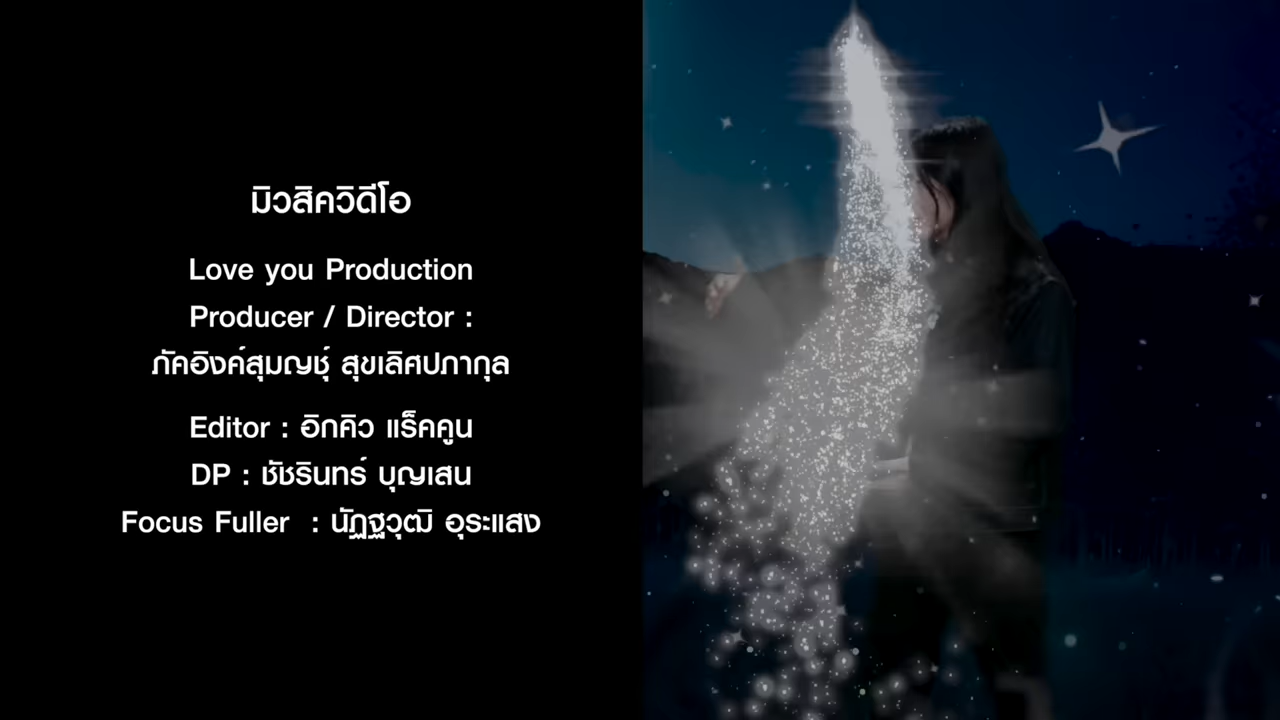 มิวสิควิดีโอ
Love you Production
Producer / Director :
ภัคอิงค์สุมญชุ์ สุขเลิศปภากุล
Editor : อิกคิว แร็คคูน
DP : ชัชรินทร์ บุญเสน
Focus Fuller : นัฏฐวุฒิ อุระแสง